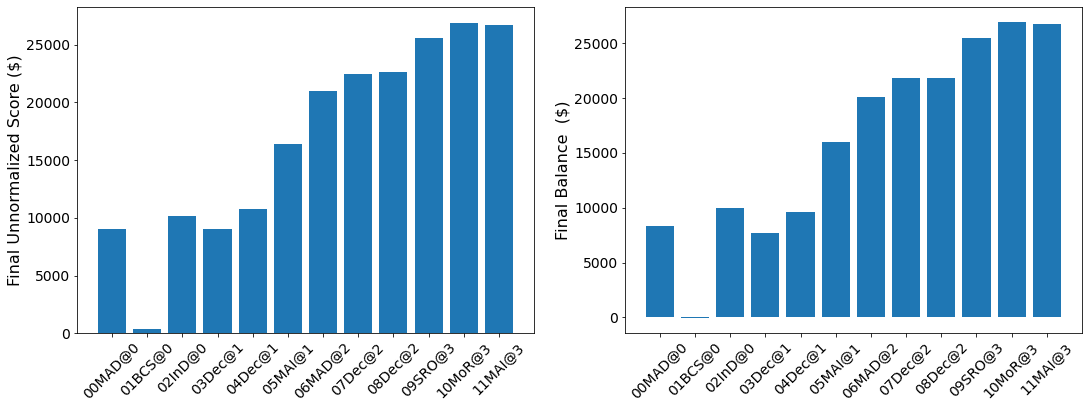 Final Unnormalized Score ($)
25000
20000
15000
10000
5000
0
00MAD@0
01BCS@0
02InD@0
03Dec@1
04Dec@1
05MAI@1
06MAD@2
07Dec@2
08Dec@2
09SRO@3
10MoR@3
11MAI@3
Final Balance ($)
25000
20000
15000
10000
5000
0
00MAD@0
01BCS@0
02InD@0
03Dec@1
04Dec@1
05MAI@1
06MAD@2
07Dec@2
08Dec@2
09SRO@3
10MoR@3
11MAI@3